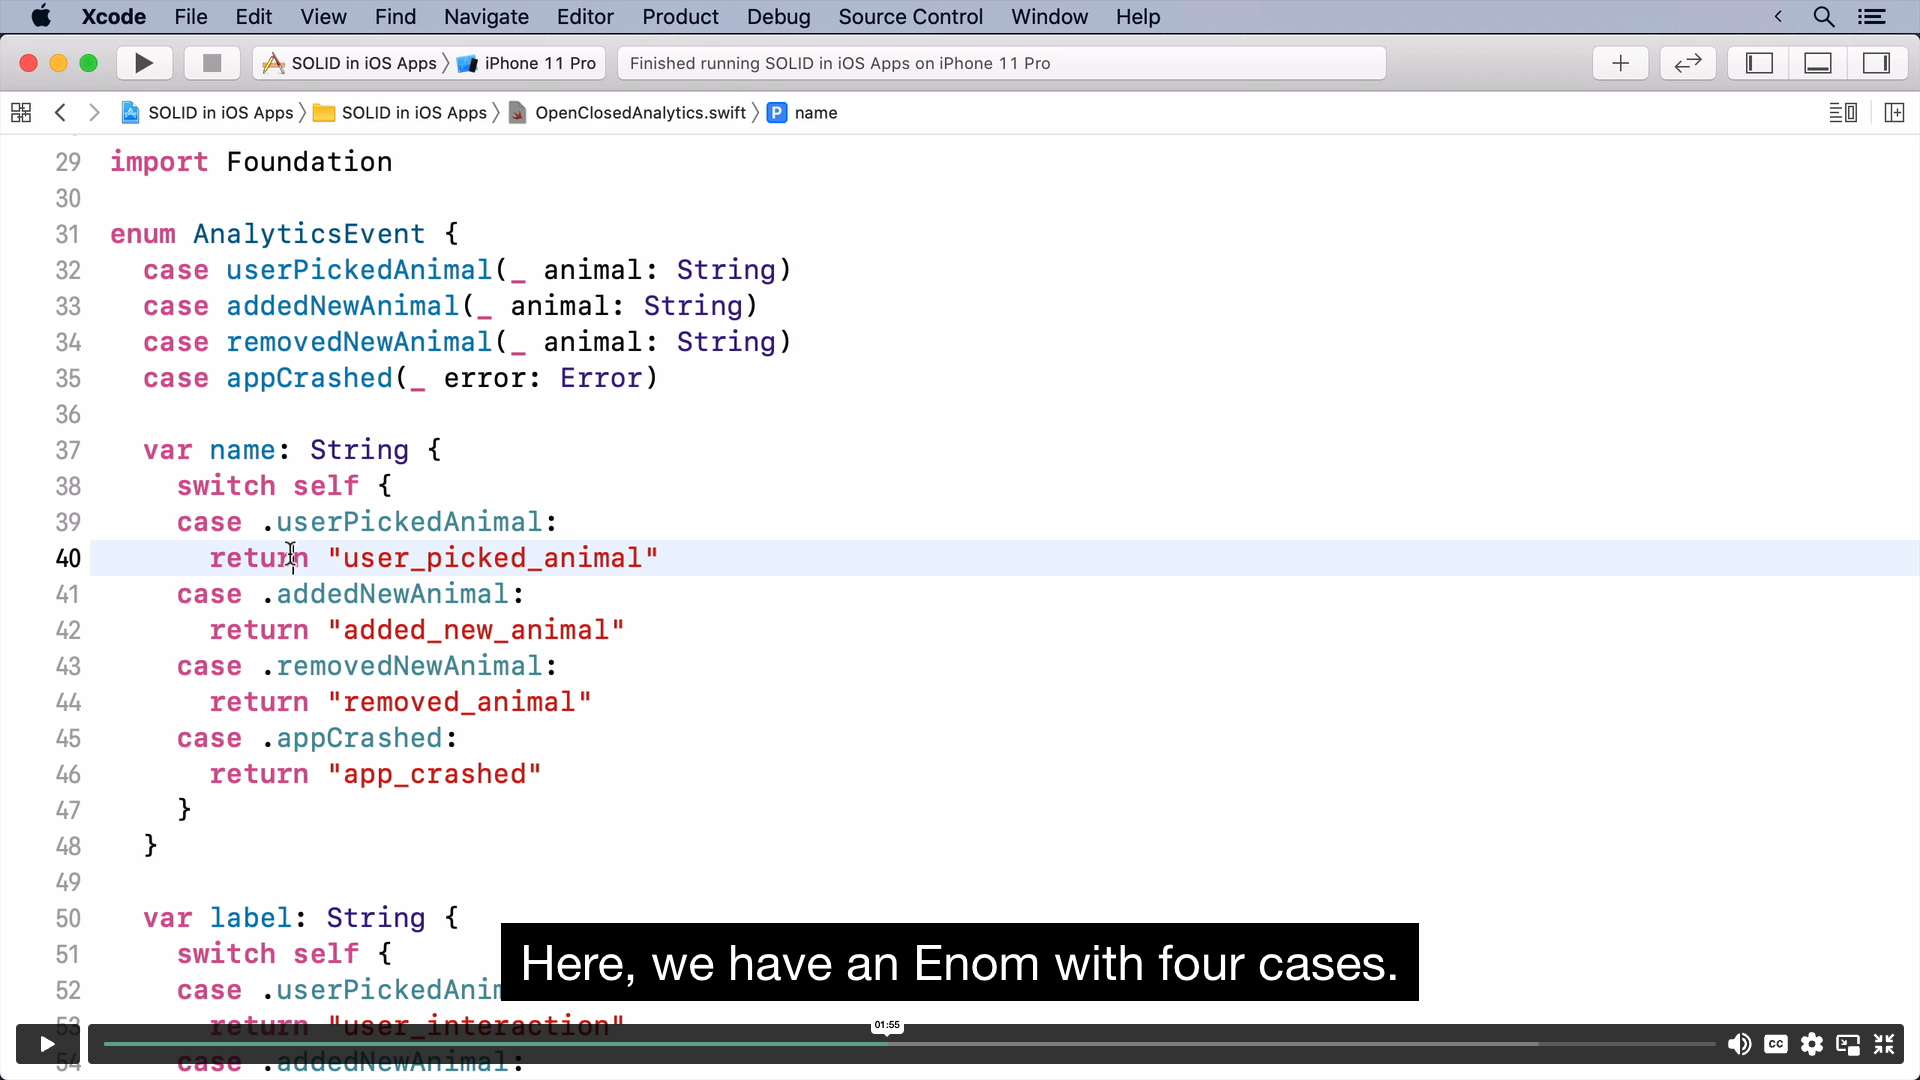 Xcode File Edit View Find Navigate Editor Product Debug Source Control Window Help
SOLID in iOS Apps iPhone 11 Pro Finished running SOLID in iOS Apps on iPhone 11 Pro
SOLID in iOS Apps SOLID in iOS Apps OpenClosedAnalytics.swift P name
29 import Foundation
30
31 enum AnalyticsEvent {
32 case userPickedAnimal(_ animal: String)
33 case addedNewAnimal(_ animal: String)
34 case removedNewAnimal(_ animal: String)
35 case appCrashed(_ error: Error)
36
37 var name: String {
38 switch self {
39 case .userPickedAnimal:
40 return "user_picked_animal"
41 case .addedNewAnimal:
42 return "added_new_animal"
43 case .removedNewAnimal:
44 return "removed_animal"
45 case .appCrashed:
46 return "app_crashed"
47 }
48 }
49
50 var label: String {
51 switch self {
52 case .userPickedAnim
Here, we have an Enom with four cases.
53 return "user_interaction"
01:55
54 case .addedNewAnimal:
CC